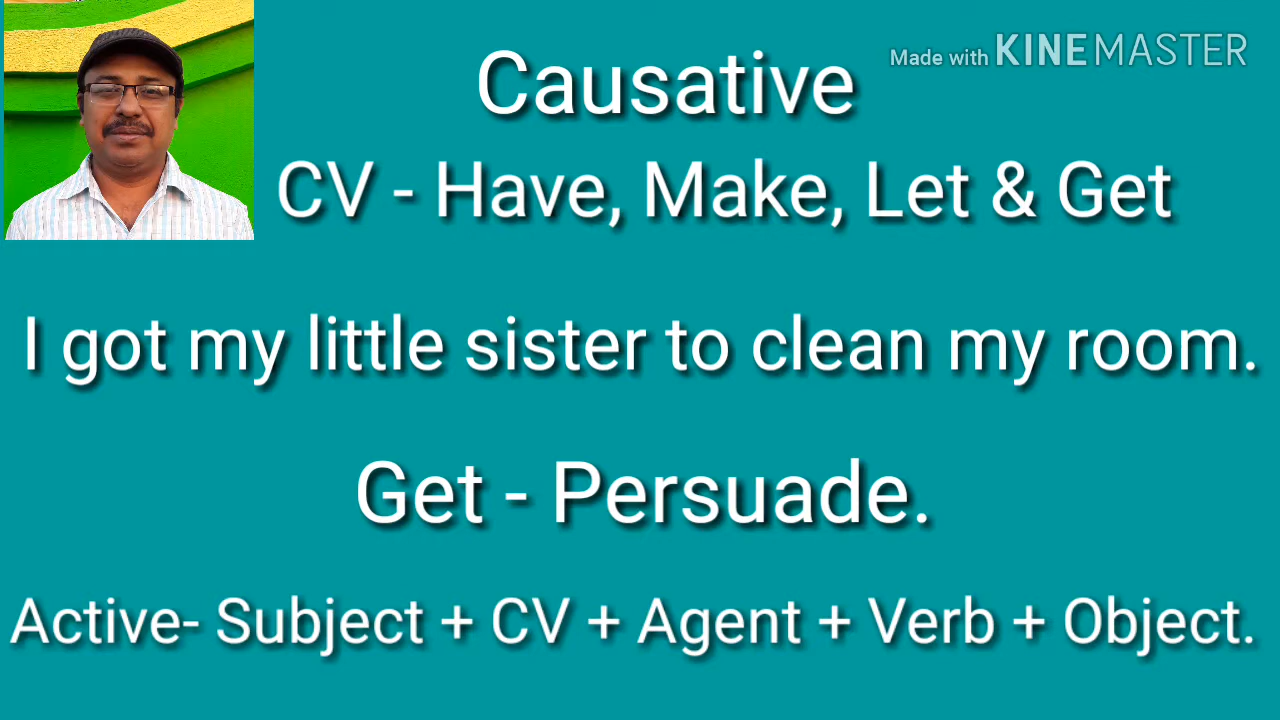 Made with KINEMASTER
Causative
CV - Have, Make, Let & Get
I got my little sister to clean my room.
Get - Persuade.
Active- Subject + CV + Agent + Verb + Object.